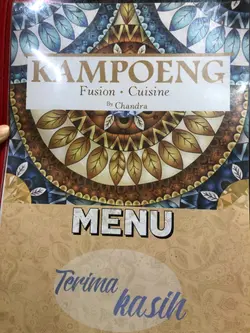 KAMPOENG
Fusion · Cuisine
By Chandra
MENU
Terima
kasih